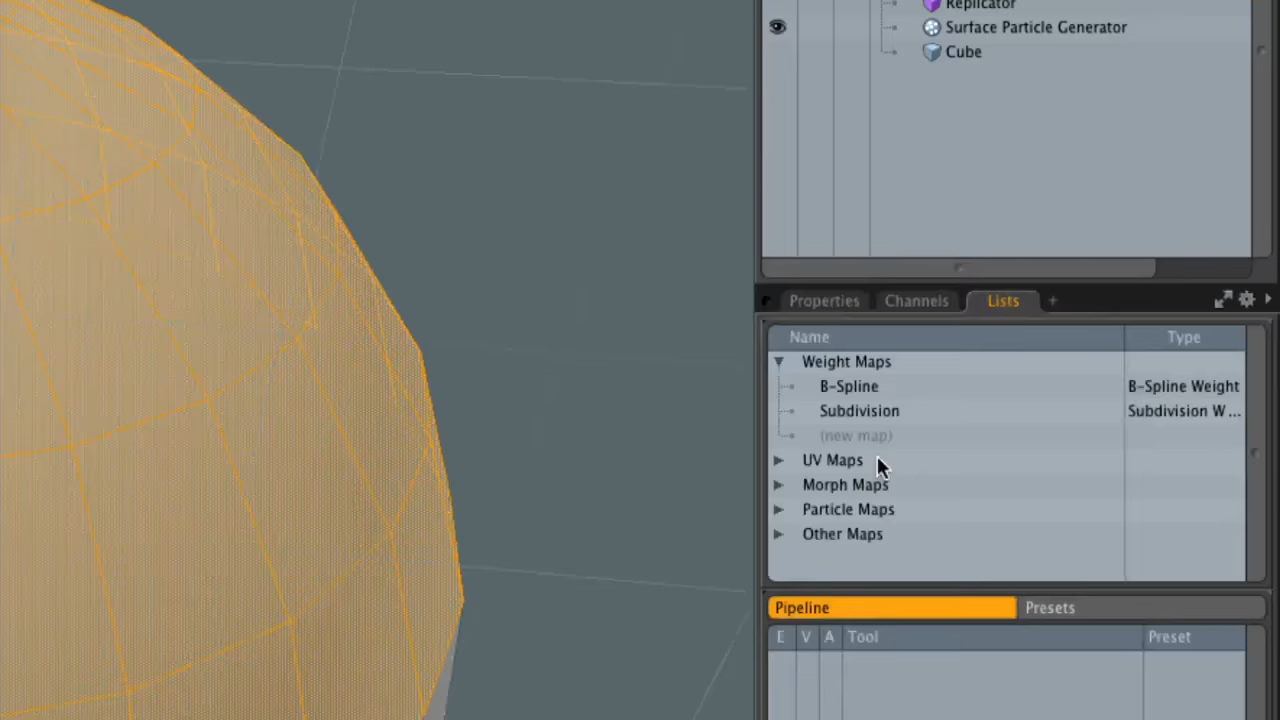 Replicator
Surface Particle Generator
Cube
Properties Channels Lists +
Name Type
Weight Maps
B-Spline B-Spline Weight
Subdivision Subdivision W ...
(new map)
UV Maps
Morph Maps
Particle Maps
Other Maps
Pipeline Presets
E V A Tool Preset